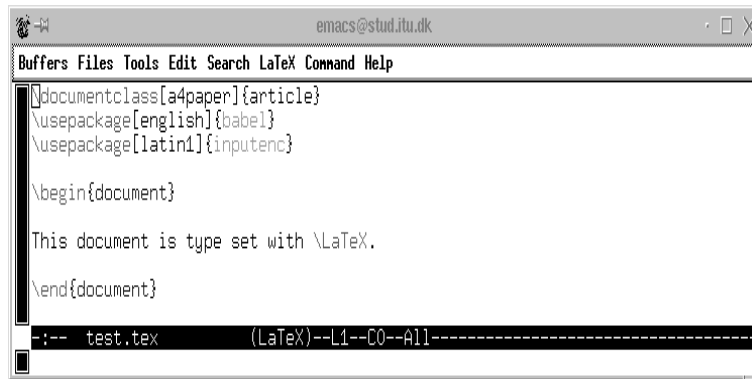 emacs@stud.itu.dk
Buffers Files Tools Edit Search LaTeX Command Help
\documentclass[a4paper]{article}
\usepackage[english]{babel}
\usepackage[latin1]{inputenc}
\begin{document}
This document is type set with \LaTeX.
\end{document}
-:-- test.tex (LaTeX)--L1--C0--All-----------------------------------